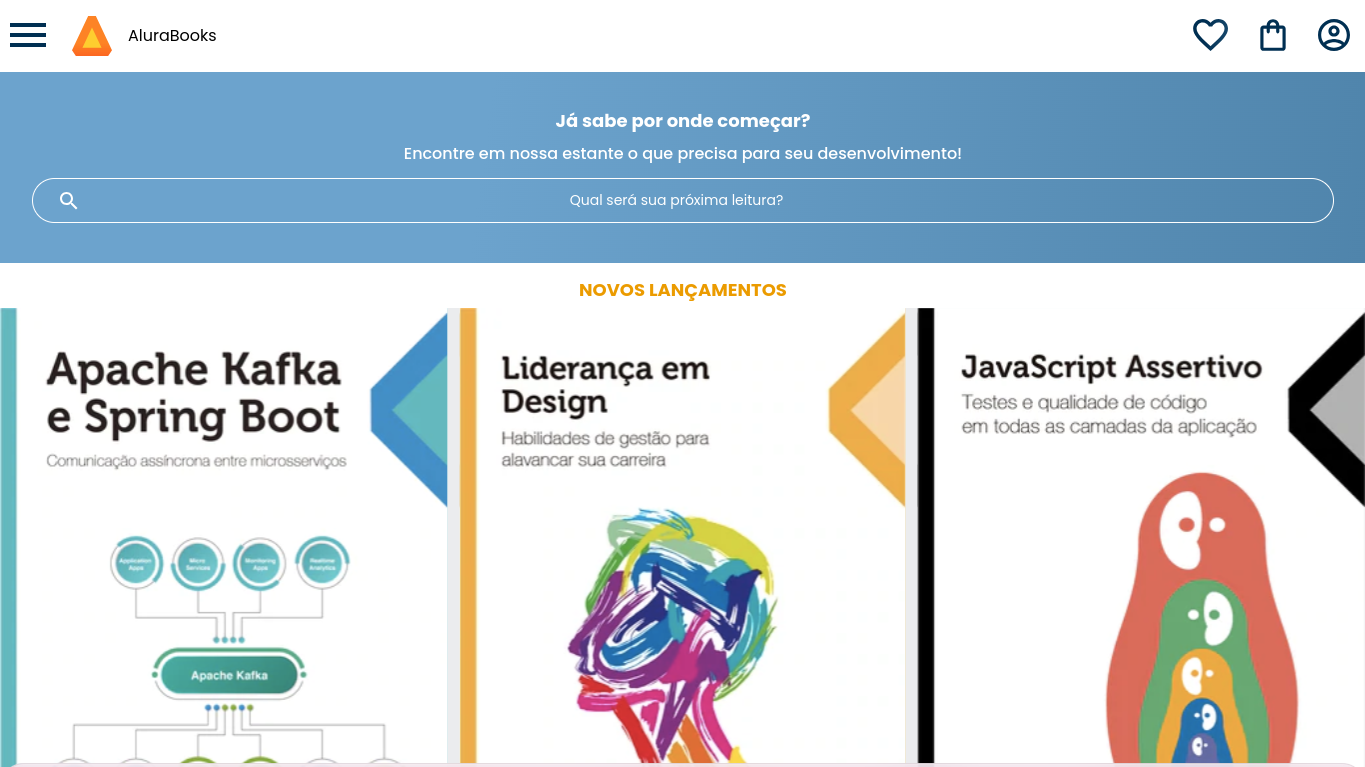 AluraBooks
Já sabe por onde começar?
Encontre em nossa estante o que precisa para seu desenvolvimento!
Qual será sua próxima leitura?
NOVOS LANÇAMENTOS
Apache Kafka
e Spring Boot
Comunicação assíncrona entre microsserviços
Application
Apps
Micro
Services
Monitoring
Apps
Realtime
Analytics
Apache Kafka
Liderança em
Design
Habilidades de gestão para
alavancar sua carreira
JavaScript Assertivo
Testes e qualidade de código
em todas as camadas da aplicação